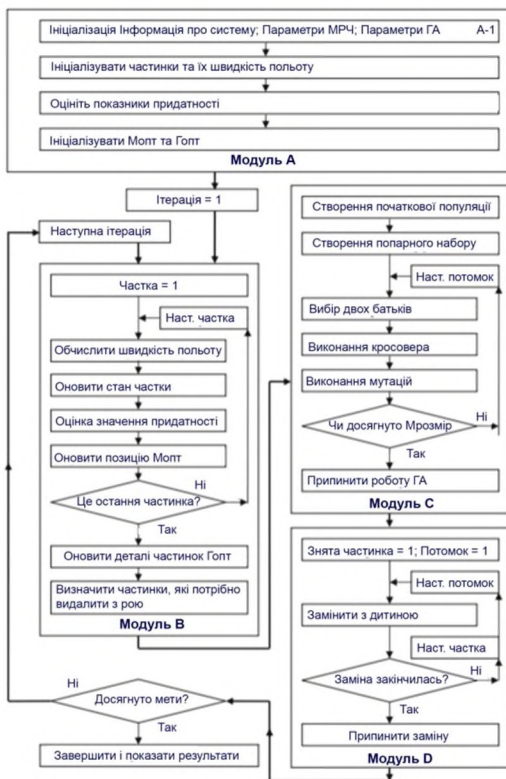 Ініціалізація Інформація про систему; Параметри МРЧ; Параметри ГА А-1
Ініціалізувати частинки та їх швидкість польоту
Оцініть показники придатності
Ініціалізувати Мопт та Гопт
Модуль А
Ітерація = 1
Наступна ітерація
Частка = 1
Наст. частка
Обчислити швидкість польоту
Оновити стан частки
Оцінка значення придатності
Оновити позицію Мопт
Ні
Це остання частинка?
Так
Оновити деталі частинок Гопт
Визначити частинки, які потрібно
видалити з рою
Модуль В
Створення початкової популяції
Створення попарного набору
Наст. потомок
Вибір двох батьків
Виконання кросовера
Виконання мутацій
Ні
Чи досягнуто Мрозмір
Так
Припинити роботу ГА
Модуль С
Знята частинка = 1; Потомок = 1
Наст. потомок
Замінити з дитиною
Наст. частка
Заміна закінчилась?
Ні
Так
Припинити заміну
Модуль D
Ні
Досягнуто мети?
Так
Завершити і показати результати